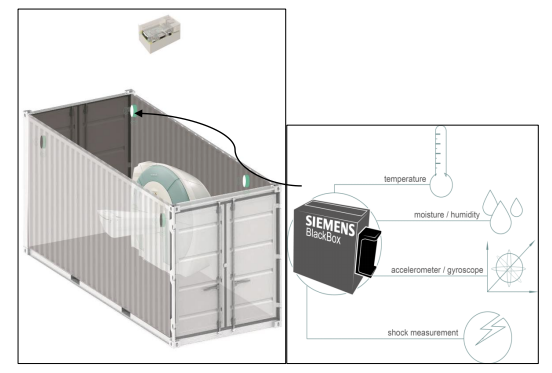 temperature
moisture / humidity
SIEMENS
BlackBox
accelerometer / gyroscope
shock measurement